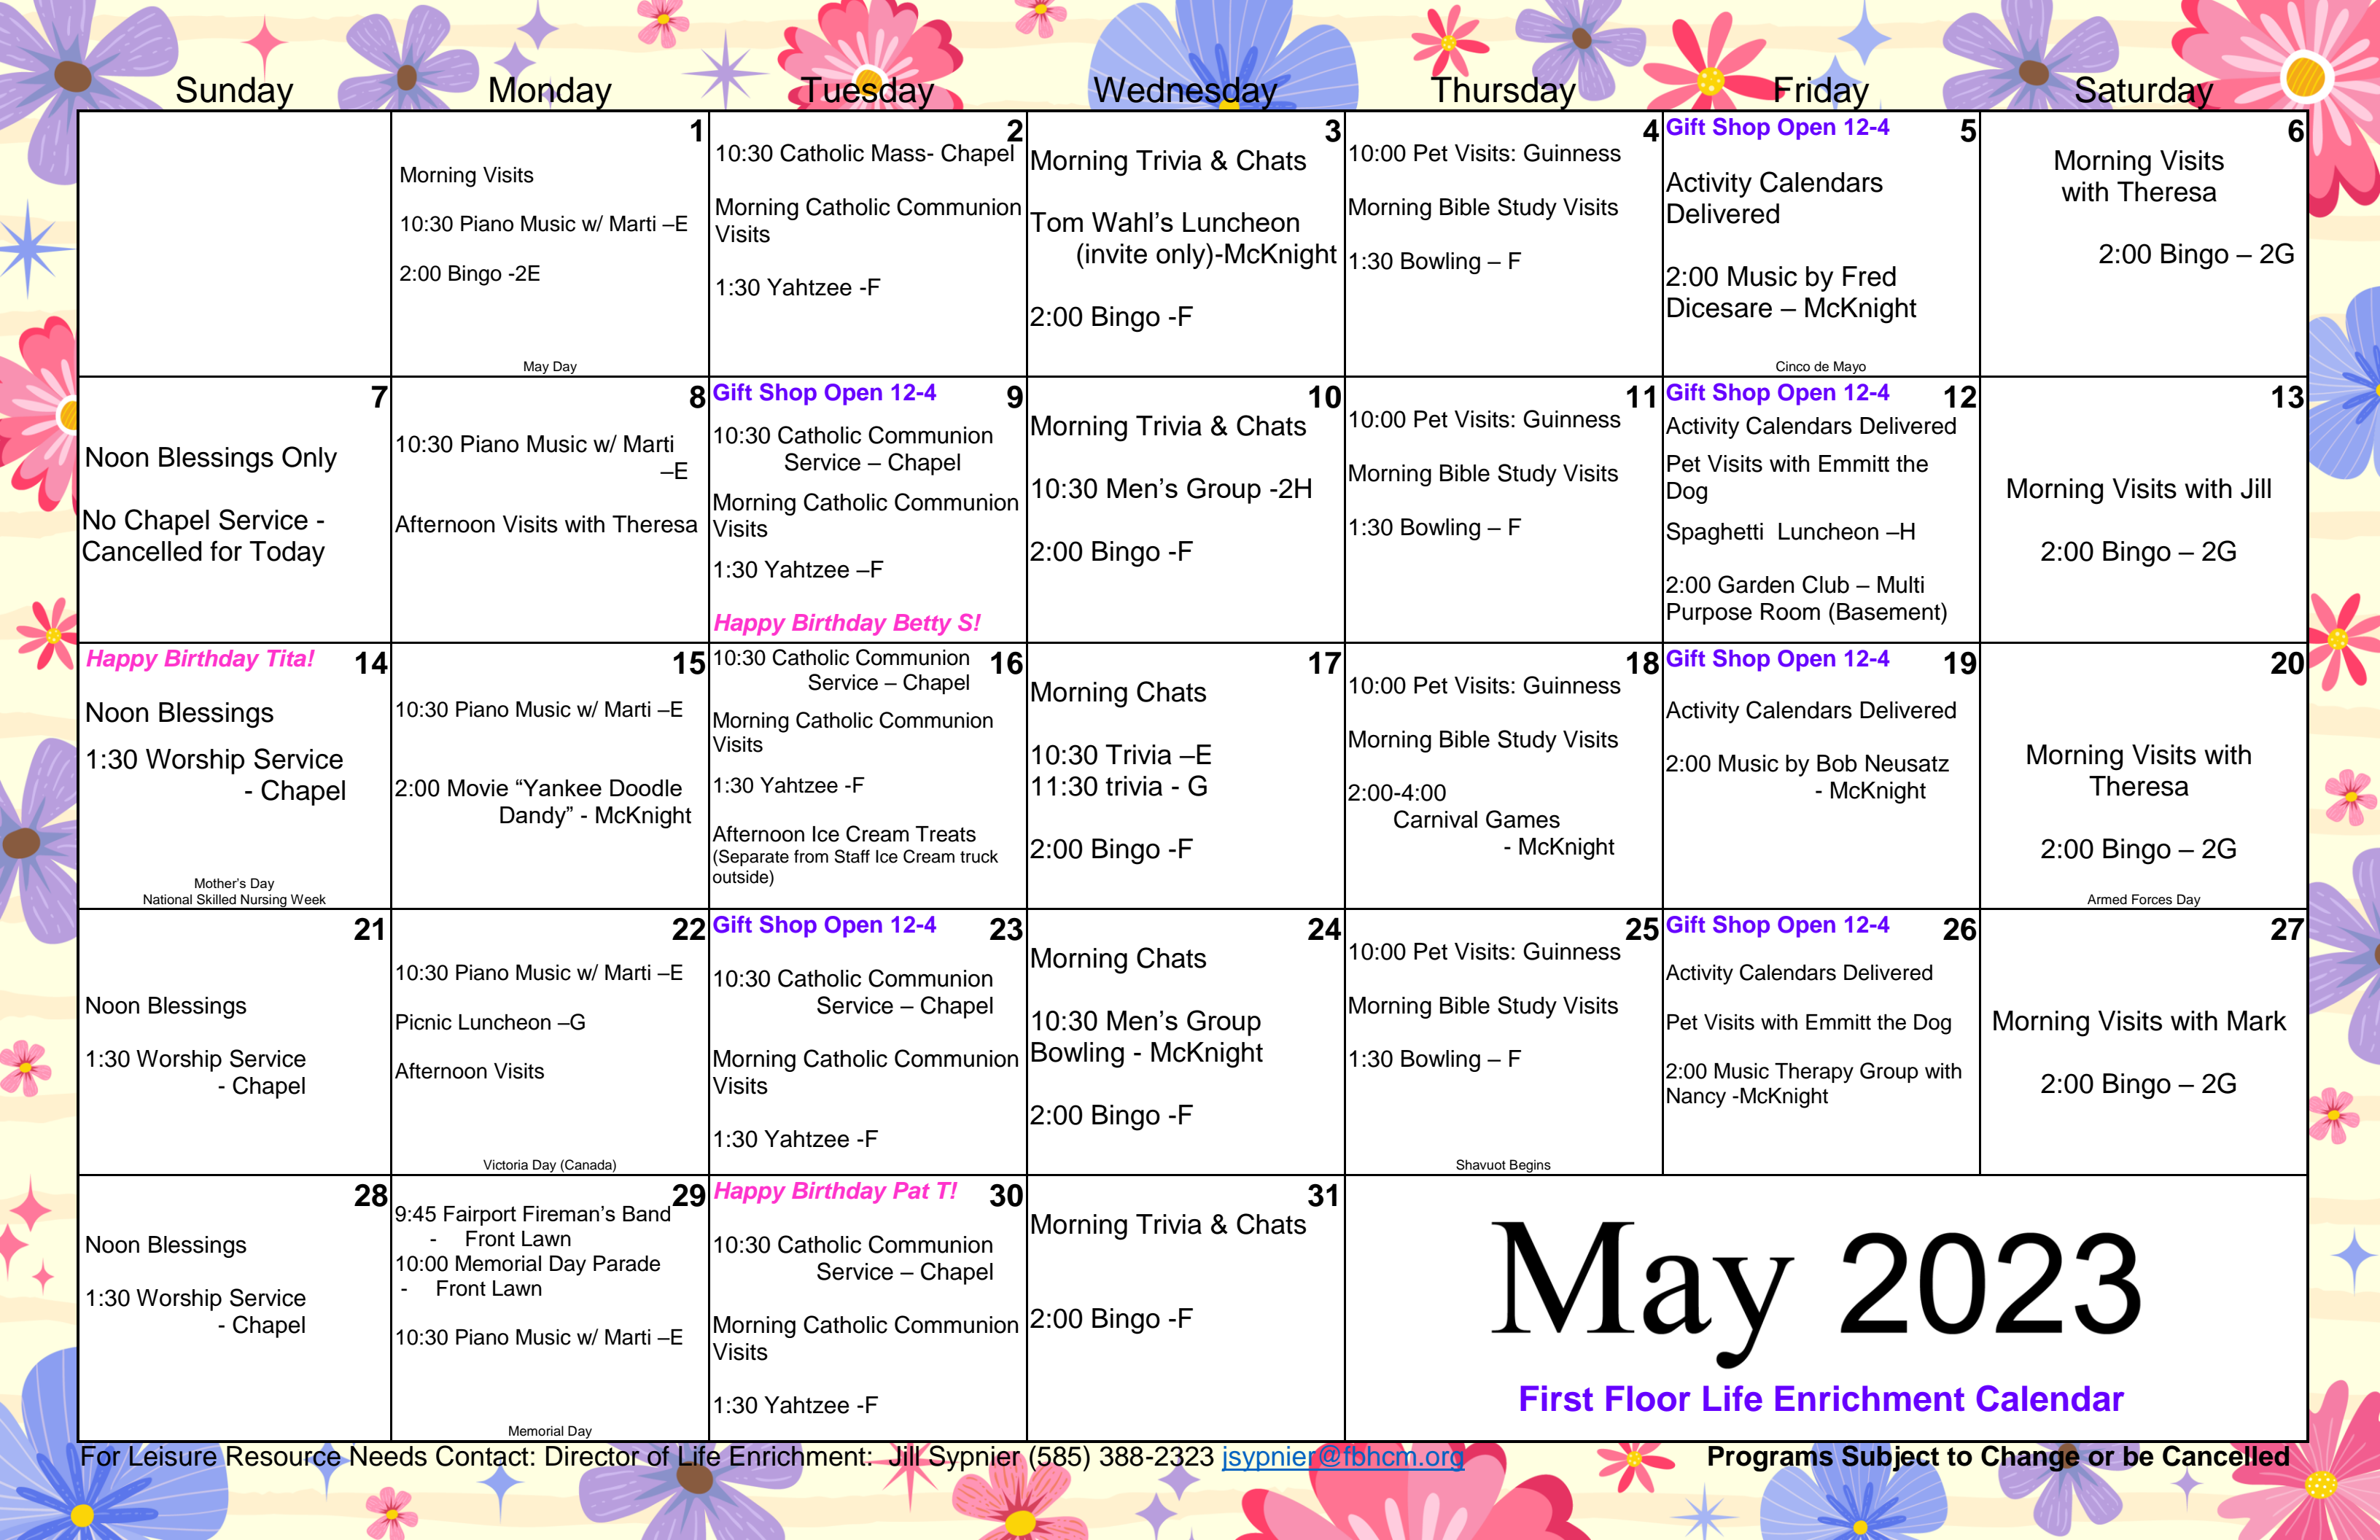 Sunday Monday Tuesday Wednesday Thursday Friday Saturday
1
Morning Visits
10:30 Piano Music w/ Marti –E
2:00 Bingo -2E
May Day
2
10:30 Catholic Mass- Chapel
Morning Catholic Communion
Visits
1:30 Yahtzee -F
3
Morning Trivia & Chats
Tom Wahl’s Luncheon
(invite only)-McKnight
2:00 Bingo -F
4
10:00 Pet Visits: Guinness
Morning Bible Study Visits
1:30 Bowling – F
Gift Shop Open 12-4 5
Activity Calendars
Delivered
2:00 Music by Fred
Dicesare – McKnight
Cinco de Mayo
6
Morning Visits
with Theresa
2:00 Bingo – 2G
7
Noon Blessings Only
No Chapel Service -
Cancelled for Today
8
10:30 Piano Music w/ Marti
–E
Afternoon Visits with Theresa
Gift Shop Open 12-4 9
10:30 Catholic Communion
Service – Chapel
Morning Catholic Communion
Visits
1:30 Yahtzee –F
Happy Birthday Betty S!
10
Morning Trivia & Chats
10:30 Men’s Group -2H
2:00 Bingo -F
11
10:00 Pet Visits: Guinness
Morning Bible Study Visits
1:30 Bowling – F
Gift Shop Open 12-4 12
Activity Calendars Delivered
Pet Visits with Emmitt the
Dog
Spaghetti Luncheon –H
2:00 Garden Club – Multi
Purpose Room (Basement)
13
Morning Visits with Jill
2:00 Bingo – 2G
Happy Birthday Tita! 14
Noon Blessings
1:30 Worship Service
- Chapel
Mother’s Day
National Skilled Nursing Week
15
10:30 Piano Music w/ Marti –E
2:00 Movie “Yankee Doodle
Dandy” - McKnight
10:30 Catholic Communion 16
Service – Chapel
Morning Catholic Communion
Visits
1:30 Yahtzee -F
Afternoon Ice Cream Treats
(Separate from Staff Ice Cream truck
outside)
17
Morning Chats
10:30 Trivia –E
11:30 trivia - G
2:00 Bingo -F
18
10:00 Pet Visits: Guinness
Morning Bible Study Visits
2:00-4:00
Carnival Games
- McKnight
Gift Shop Open 12-4 19
Activity Calendars Delivered
2:00 Music by Bob Neusatz
- McKnight
20
Morning Visits with
Theresa
2:00 Bingo – 2G
Armed Forces Day
21
Noon Blessings
1:30 Worship Service
- Chapel
22
10:30 Piano Music w/ Marti –E
Picnic Luncheon –G
Afternoon Visits
Victoria Day (Canada)
Gift Shop Open 12-4 23
10:30 Catholic Communion
Service – Chapel
Morning Catholic Communion
Visits
1:30 Yahtzee -F
24
Morning Chats
10:30 Men’s Group
Bowling - McKnight
2:00 Bingo -F
25
10:00 Pet Visits: Guinness
Morning Bible Study Visits
1:30 Bowling – F
Shavuot Begins
Gift Shop Open 12-4 26
Activity Calendars Delivered
Pet Visits with Emmitt the Dog
2:00 Music Therapy Group with
Nancy -McKnight
27
Morning Visits with Mark
2:00 Bingo – 2G
28
Noon Blessings
1:30 Worship Service
- Chapel
29
9:45 Fairport Fireman’s Band
- Front Lawn
10:00 Memorial Day Parade
- Front Lawn
10:30 Piano Music w/ Marti –E
Memorial Day
Happy Birthday Pat T! 30
10:30 Catholic Communion
Service – Chapel
Morning Catholic Communion
Visits
1:30 Yahtzee -F
31
Morning Trivia & Chats
2:00 Bingo -F
May 2023
First Floor Life Enrichment Calendar
For Leisure Resource Needs Contact: Director of Life Enrichment: Jill Sypnier (585) 388-2323 jsypnier@fbhcm.org Programs Subject to Change or be Cancelled